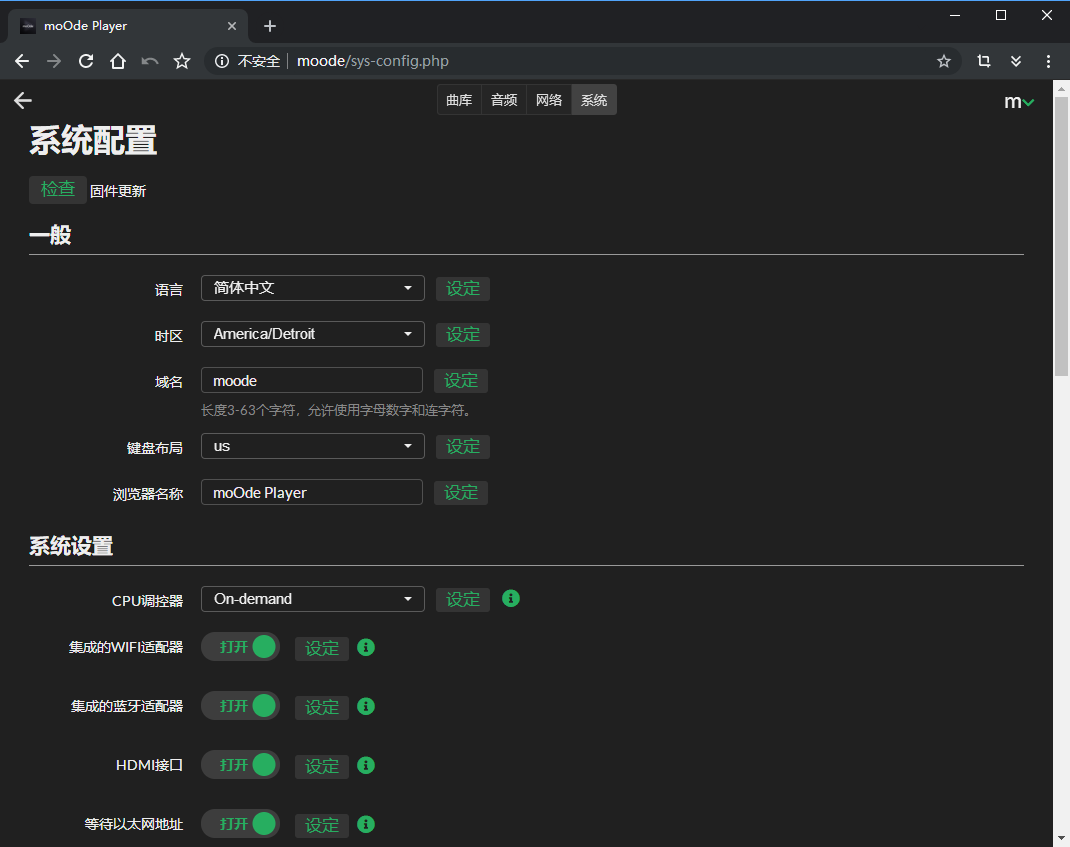 moOde Player
不安全 moode/sys-config.php
曲库 音频 网络 系统
m
系统配置
检查 固件更新
一般
语言 简体中文 设定
时区 America/Detroit 设定
域名 moode 设定
长度3-63个字符，允许使用字母数字和连字符。
键盘布局 us 设定
浏览器名称 moOde Player 设定
系统设置
CPU调控器 On-demand 设定
集成的WIFI适配器 打开 设定
集成的蓝牙适配器 打开 设定
HDMI接口 打开 设定
等待以太网地址 打开 设定